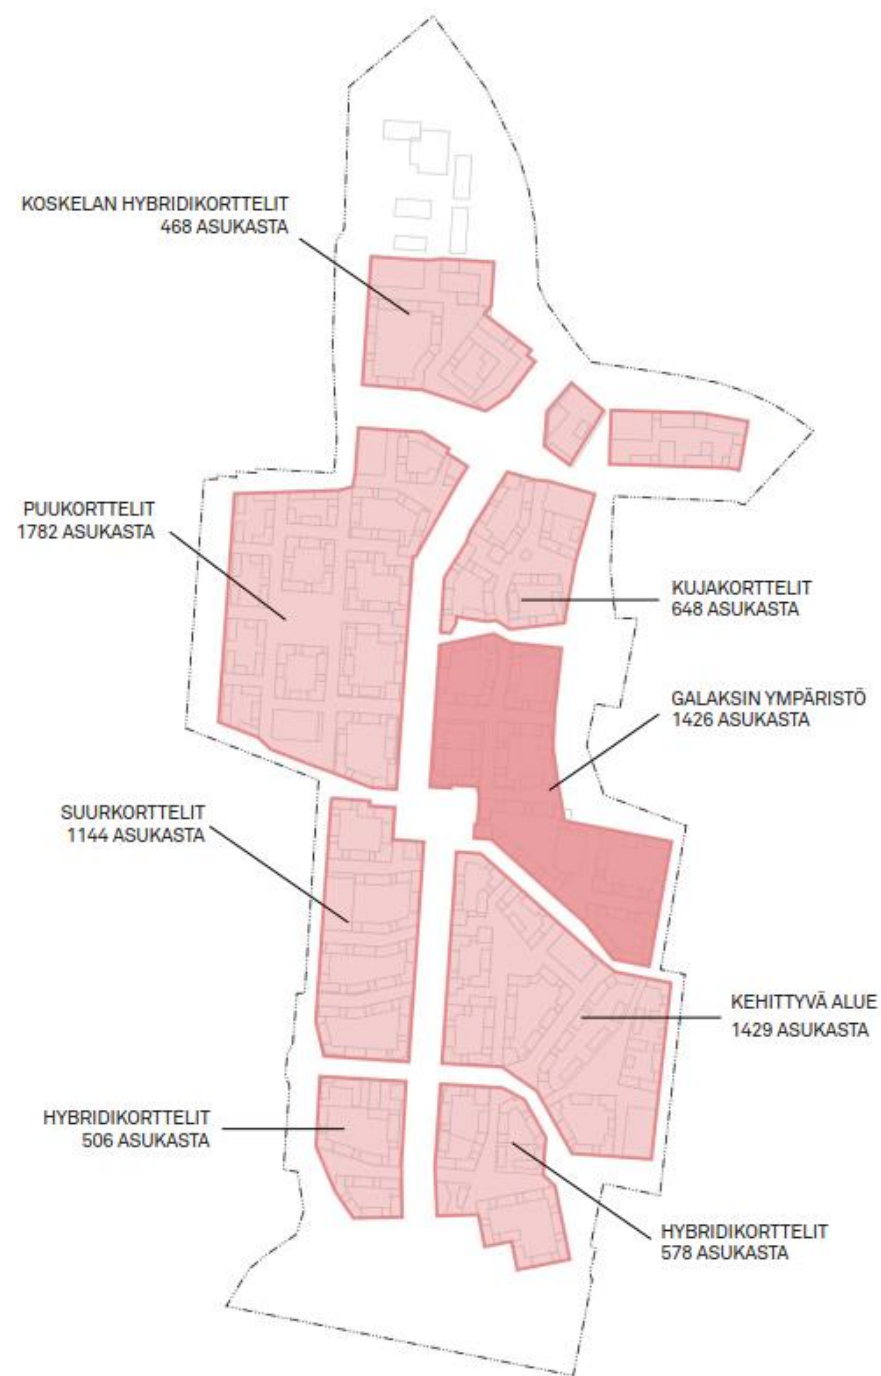 KOSKELAN HYBRIDIKORTTELIT
468 ASUKASTA
PUUKORTTELIT
1782 ASUKASTA
KUJAKORTTELIT
648 ASUKASTA
GALAKSIN YMPÄRISTÖ
1426 ASUKASTA
SUURKORTTELIT
1144 ASUKASTA
KEHITTYVÄ ALUE
1429 ASUKASTA
HYBRIDIKORTTELIT
506 ASUKASTA
HYBRIDIKORTTELIT
578 ASUKASTA